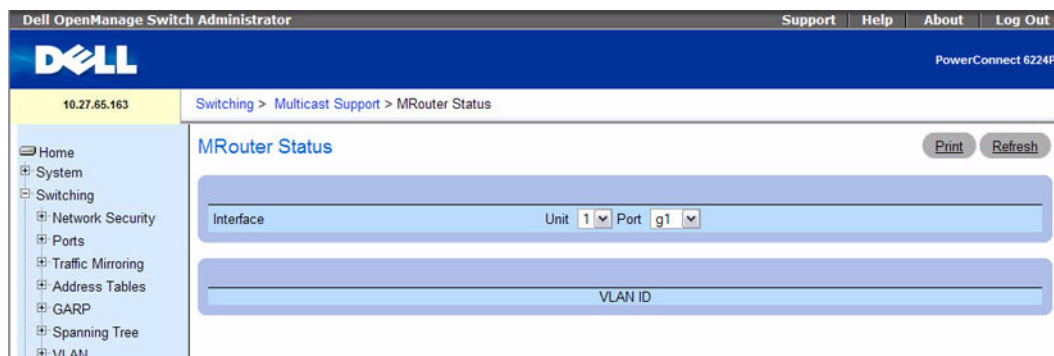 Dell OpenManage Switch Administrator
Support Help About Log Out
DELL
PowerConnect 6224P
10.27.65.163
Switching > Multicast Support > MRouter Status
MRouter Status
Print Refresh
Home
System
Switching
Network Security
Ports
Traffic Mirroring
Address Tables
GARP
Spanning Tree
VLAN
Interface Unit 1 Port g1
VLAN ID